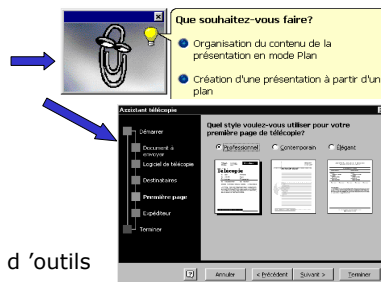 Que souhaitez-vous faire?
Organisation du contenu de la
présentation en mode Plan
Création d'une présentation à partir d'un
plan
Assistant télécopie
Démarrer
Document à
envoyer
Logiciel de télécopie
Destinataires
Première page
Expéditeur
Terminer
Quel style voulez-vous utiliser pour votre
première page de télécopie?
Professionnel
Contemporain
Élégant
Télécopie
d ’outils
Annuler
< Précédent
Suivant >
Terminer